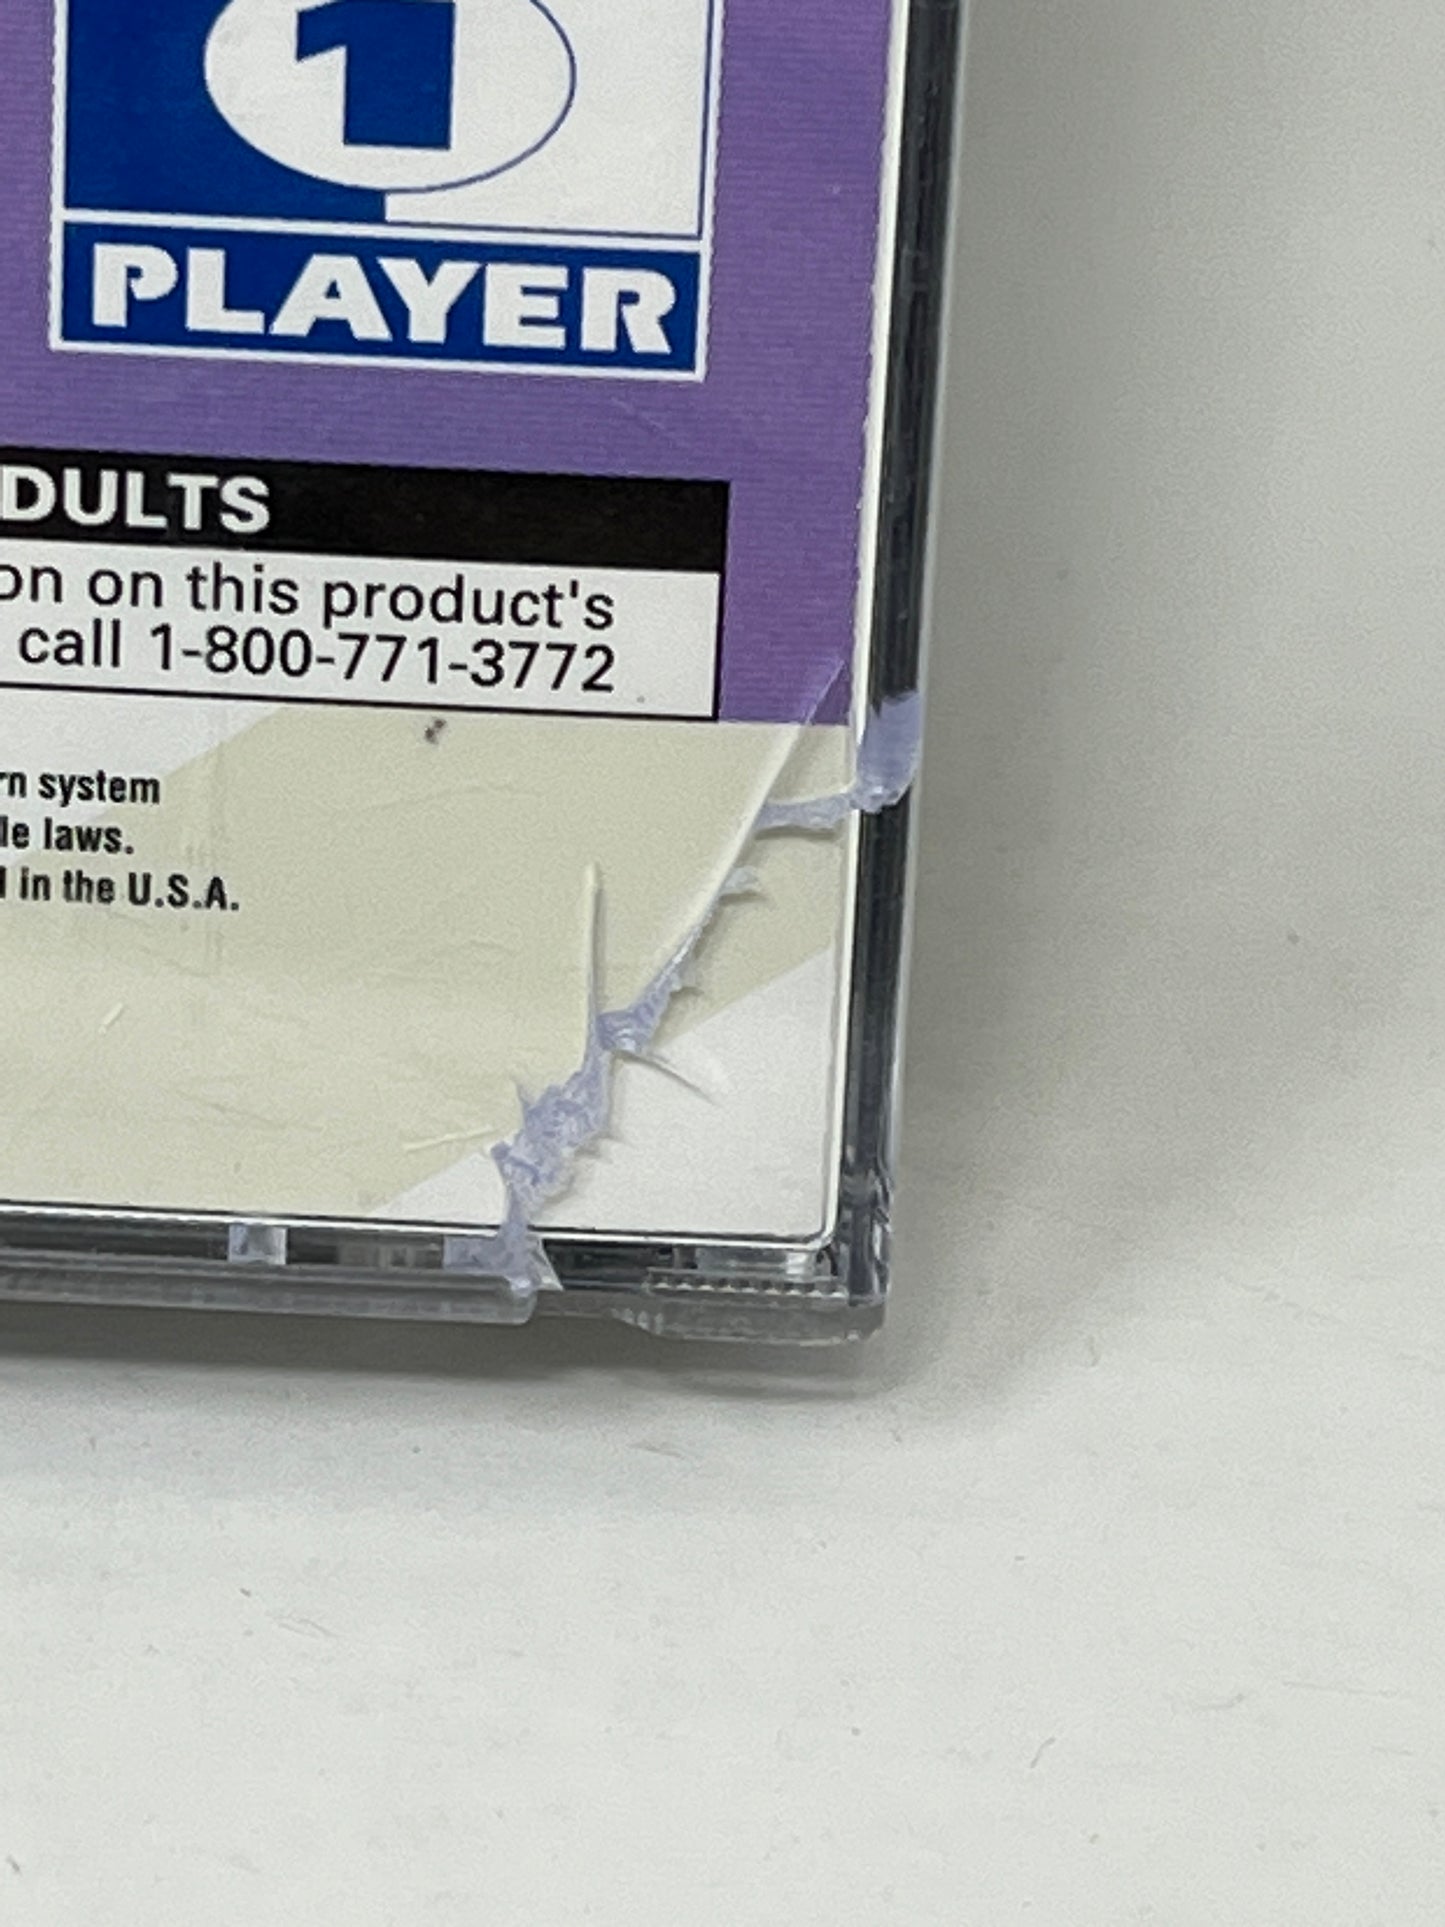 1
PLAYER
DULTS
on on this product's
call 1-800-771-3772
rn system
le laws.
in the U.S.A.